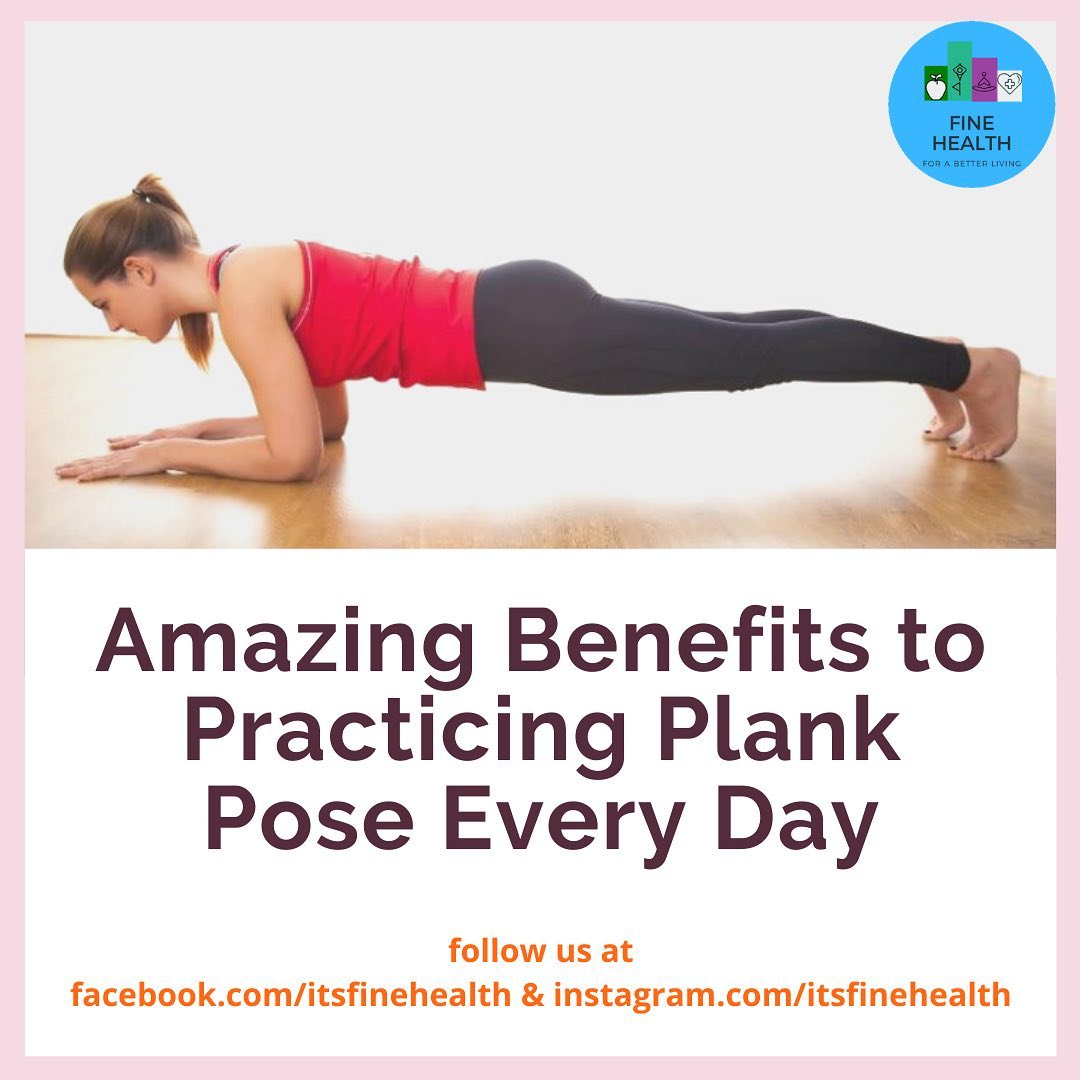 FINE
HEALTH
FOR A BETTER LIVING
Amazing Benefits to
Practicing Plank
Pose Every Day
follow us at
facebook.com/itsfinehealth & instagram.com/itsfinehealth